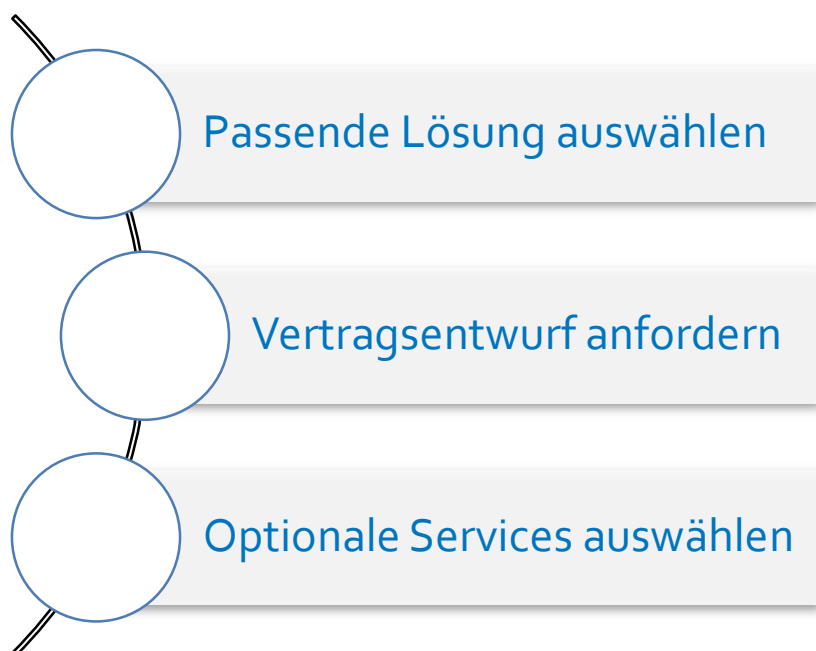 Passende Lösung auswählen
Vertragsentwurf anfordern
Optionale Services auswählen